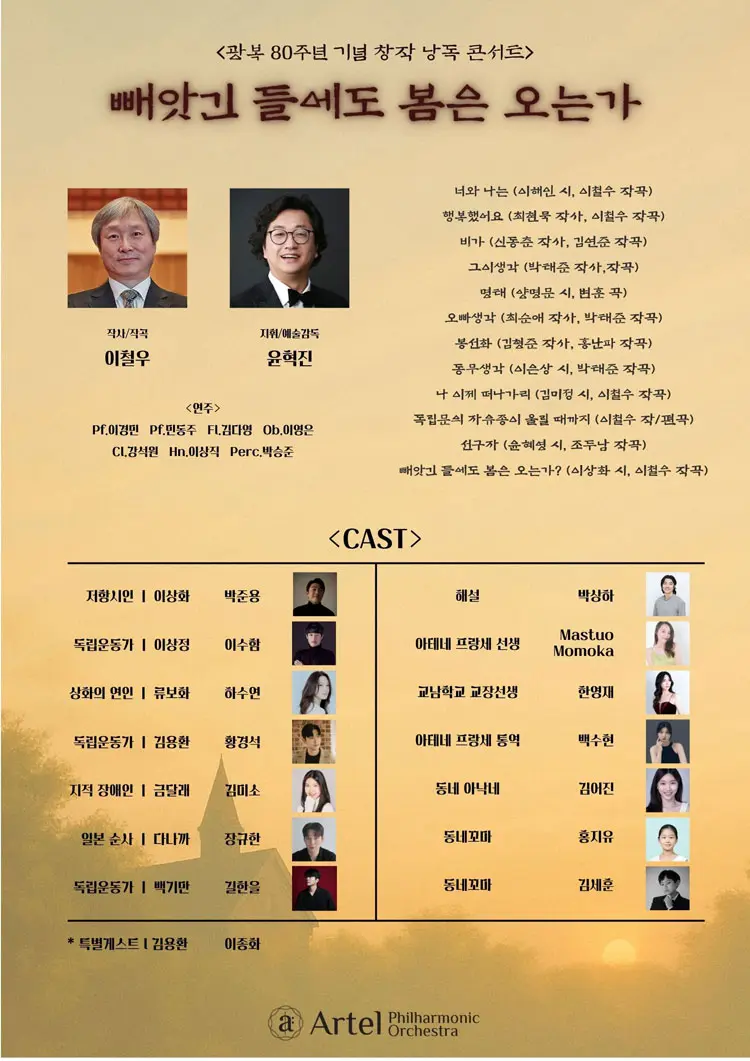 <광복 80주년 기념 창작 낭독 콘서트>
빼앗긴 들에도 봄은 오는가
작사/작곡
이철우
지휘/예술감독
윤혁진
<연주>
Pf.이경민 Pf.민동주 Fl.김다영 Ob.이영은
Cl.강석원 Hn.이상직 Perc.박승준
너와 나는 (이해인 시, 이철우 작곡)
행복했어요 (최현묵 작사, 이철우 작곡)
비가 (신동춘 작사, 김연준 작곡)
그이생각 (박태준 작사,작곡)
명태 (양명문 시, 변훈 곡)
오빠생각 (최순애 작사, 박태준 작곡)
봉선화 (김형준 작사, 홍난파 작곡)
동무생각 (이은상 시, 박태준 작곡)
나 이제 떠나가리 (김미정 시, 이철우 작곡)
독립문의 자유종이 울릴 때까지 (이철우 작/편곡)
선구자 (윤해영 시, 조두남 작곡)
빼앗긴 들에도 봄은 오는가? (이상화 시, 이철우 작곡)
<CAST>
저항시인 | 이상화 박준용
독립운동가 | 이상정 이수함
상화의 연인 | 류보화 하수연
독립운동가 | 김용환 황경석
지적 장애인 | 금달래 김미소
일본 순사 | 다나까 장규한
독립운동가 | 백기만 길한을
* 특별게스트 | 김용환 이종화
해설 박상하
아테네 프랑세 선생 Mastuo Momoka
교남학교 교장선생 한영재
아테네 프랑세 통역 백수현
동네 아낙네 김어진
동네꼬마 홍지유
동네꼬마 김세훈
a: Artel Philharmonic
Orchestra